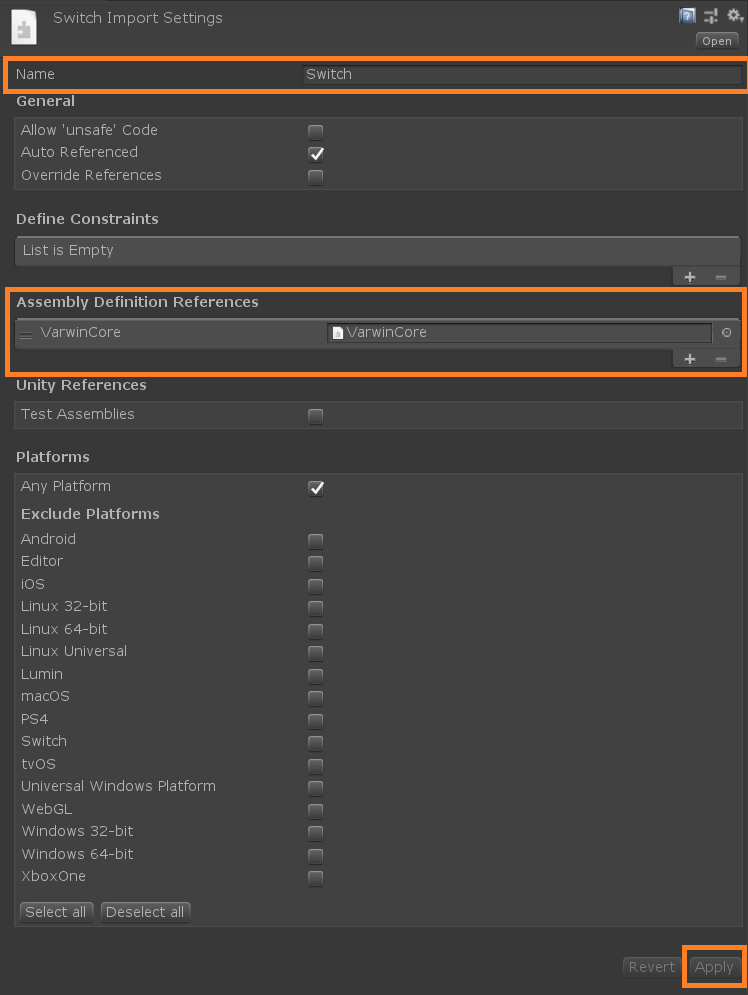 Switch Import Settings
Open
Name Switch
General
Allow 'unsafe' Code
Auto Referenced
Override References
Define Constraints
List is Empty
Assembly Definition References
VarwinCore VarwinCore
Unity References
Test Assemblies
Platforms
Any Platform
Exclude Platforms
Android
Editor
iOS
Linux 32-bit
Linux 64-bit
Linux Universal
Lumin
macOS
PS4
Switch
tvOS
Universal Windows Platform
WebGL
Windows 32-bit
Windows 64-bit
XboxOne
Select all Deselect all
Revert Apply